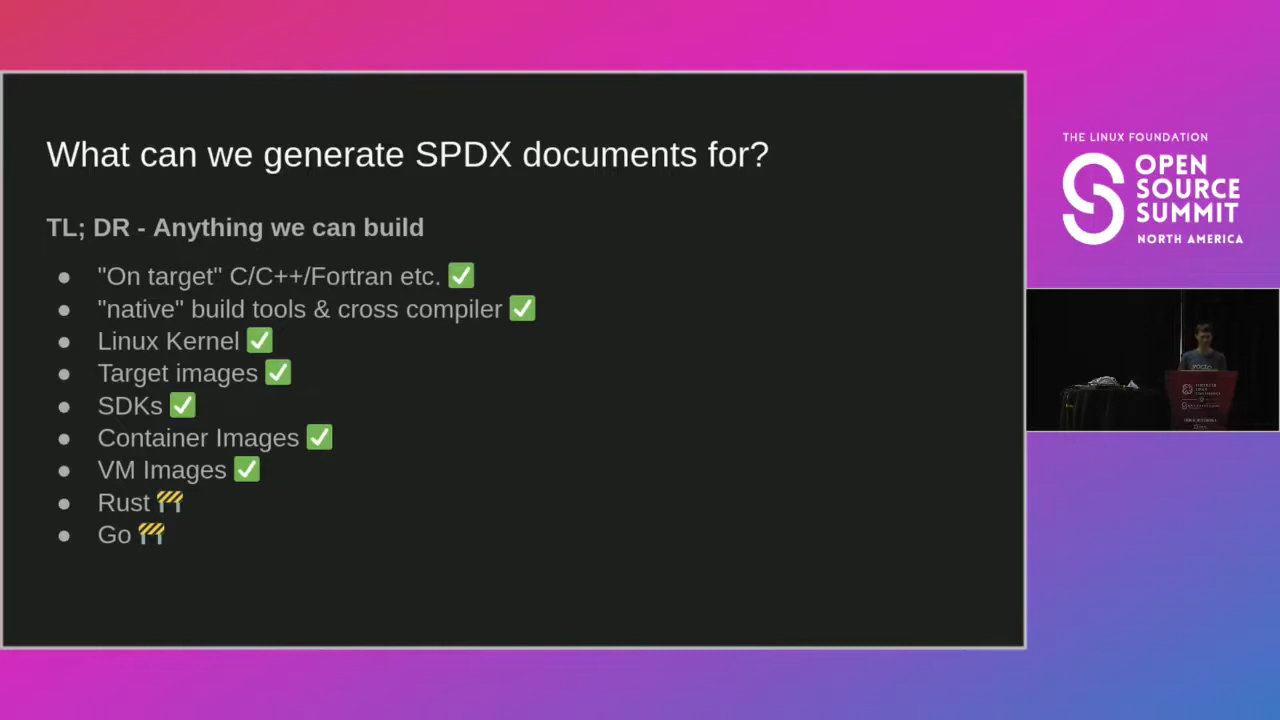 What can we generate SPDX documents for?
TL; DR - Anything we can build
● "On target" C/C++/Fortran etc. ✅
● "native" build tools & cross compiler ✅
● Linux Kernel ✅
● Target images ✅
● SDKs ✅
● Container Images ✅
● VM Images ✅
● Rust 🚧
● Go 🚧
THE LINUX FOUNDATION
OPEN
SOURCE
SUMMIT
NORTH AMERICA
yocto